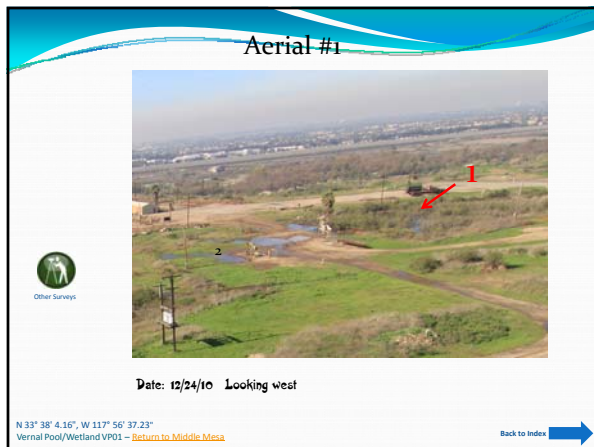 Aerial #1
1
2
Other Surveys
Date: 12/24/10 Looking west
N 33° 38' 4.16", W 117° 56' 37.23"
Vernal Pool/Wetland VP01 – Return to Middle Mesa
Back to Index